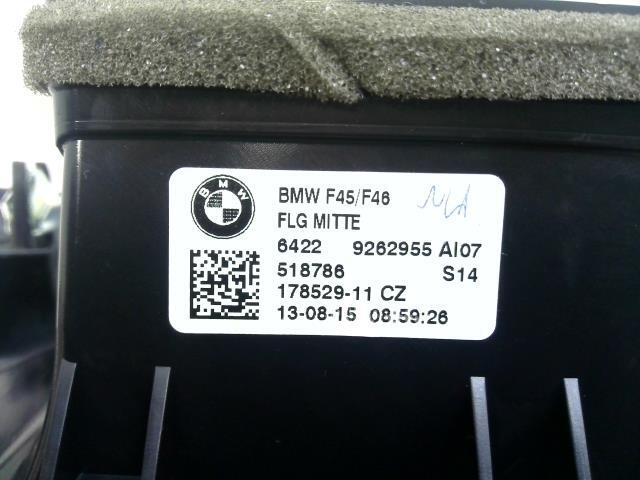 BMW
BMW F45/F46
FLG MITTE
6422 9262955 AI07
518786 S14
178529-11 CZ
13-08-15 08:59:26